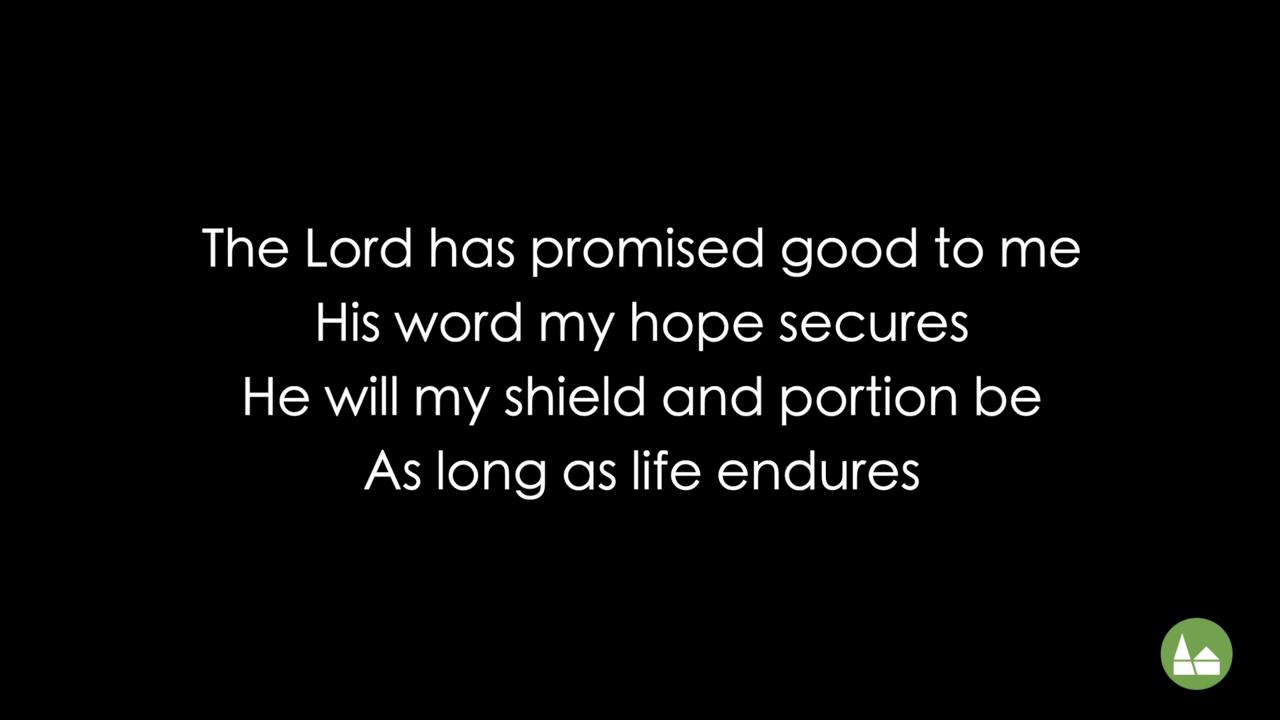 The Lord has promised good to me
His word my hope secures
He will my shield and portion be
As long as life endures